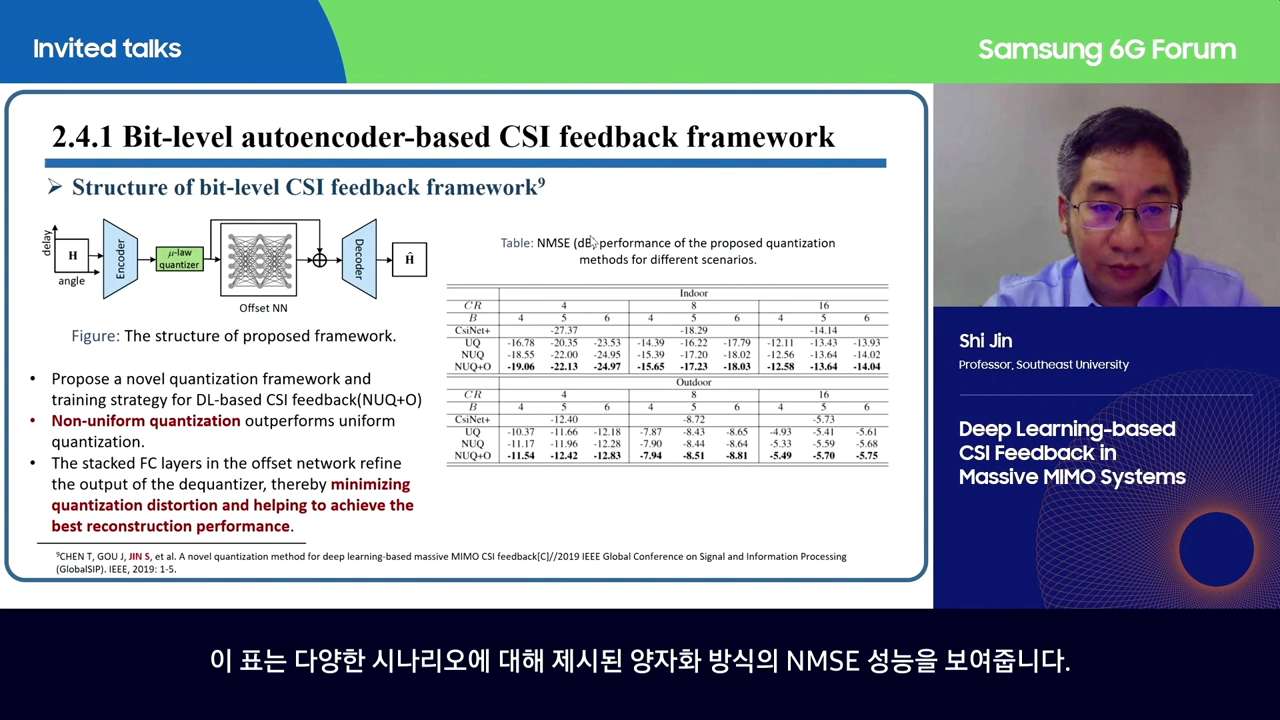 Invited talks
Samsung 6G Forum
2.4.1 Bit-level autoencoder-based CSI feedback framework
➢ Structure of bit-level CSI feedback framework⁹
delay
H
angle
Encoder
μ-law
quantizer
Offset NN
Decoder
Ĥ
Figure: The structure of proposed framework.
• Propose a novel quantization framework and
training strategy for DL-based CSI feedback(NUQ+O)
• Non-uniform quantization outperforms uniform
quantization.
• The stacked FC layers in the offset network refine
the output of the dequantizer, thereby minimizing
quantization distortion and helping to achieve the
best reconstruction performance.
Table: NMSE (dB) performance of the proposed quantization
methods for different scenarios.
Indoor
CR 4 8 16
B 4 5 6 4 5 6 4 5 6
CsiNet+ -27.37 -18.29 -14.14
UQ -16.78 -20.35 -23.53 -14.39 -16.22 -17.79 -12.11 -13.43 -13.93
NUQ -18.55 -22.00 -24.95 -15.39 -17.20 -18.02 -12.56 -13.64 -14.02
NUQ+O -19.06 -22.13 -24.97 -15.65 -17.23 -18.03 -12.58 -13.64 -14.04
Outdoor
CR 4 8 16
B 4 5 6 4 5 6 4 5 6
CsiNet+ -12.40 -8.72 -5.73
UQ -10.37 -11.66 -12.18 -7.87 -8.43 -8.65 -4.93 -5.41 -5.61
NUQ -11.17 -11.96 -12.28 -7.90 -8.44 -8.64 -5.33 -5.59 -5.68
NUQ+O -11.54 -12.42 -12.83 -7.94 -8.51 -8.81 -5.49 -5.70 -5.75
⁹CHEN T, GOU J, JIN S, et al. A novel quantization method for deep learning-based massive MIMO CSI feedback[C]//2019 IEEE Global Conference on Signal and Information Processing
(GlobalSIP). IEEE, 2019: 1-5.
Shi Jin
Professor, Southeast University
Deep Learning-based
CSI Feedback in
Massive MIMO Systems
이 표는 다양한 시나리오에 대해 제시된 양자화 방식의 NMSE 성능을 보여줍니다.